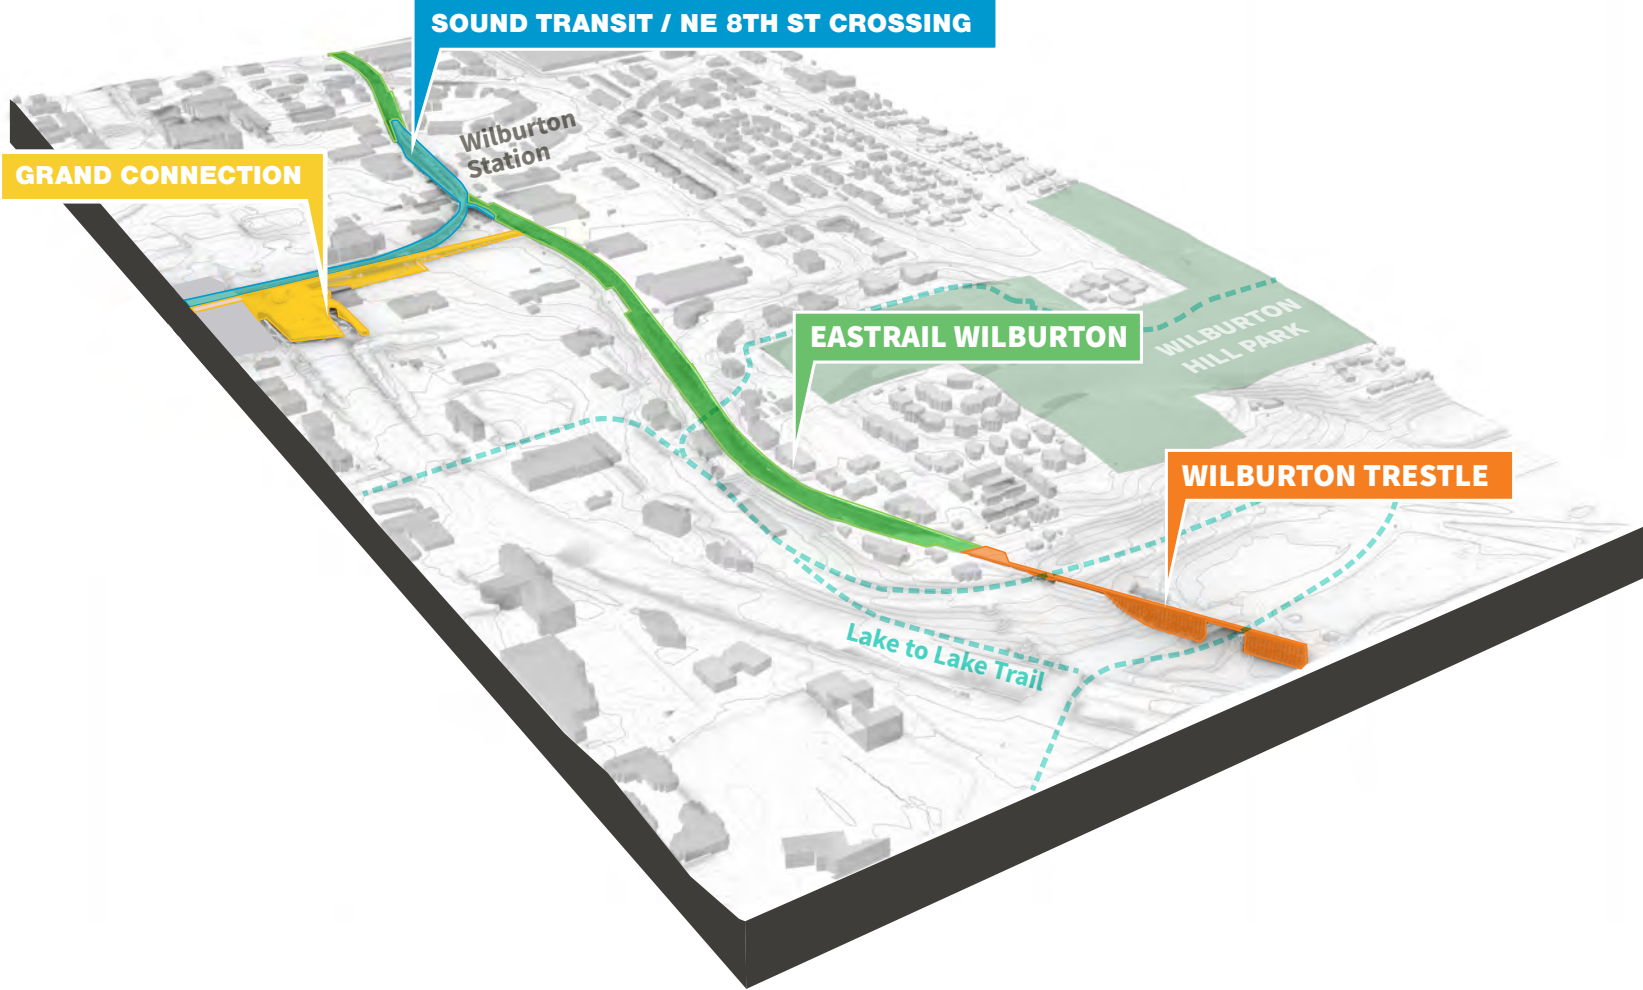 SOUND TRANSIT / NE 8TH ST CROSSING
Wilburton
Station
GRAND CONNECTION
WILBURTON
HILL PARK
EASTRAIL WILBURTON
WILBURTON TRESTLE
Lake to Lake Trail